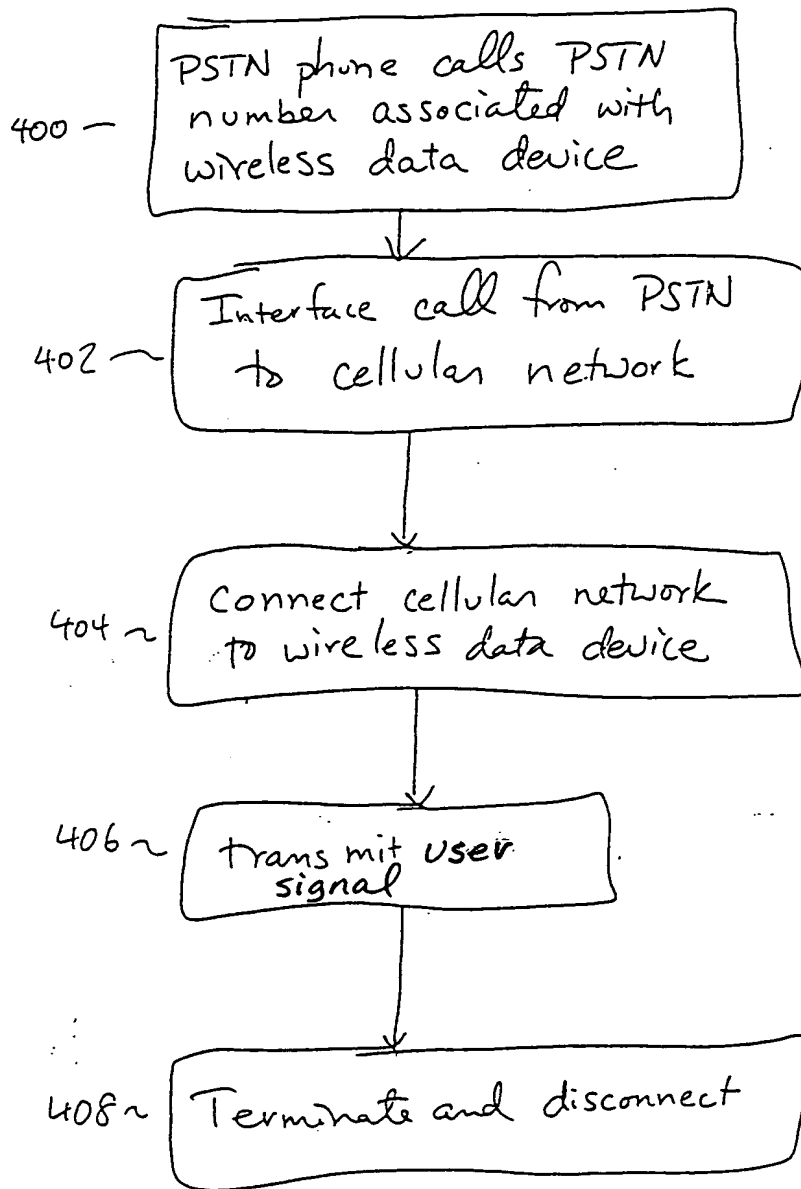 PSTN phone calls PSTN
400 number associated with
wireless data device
Interface call from PSTN
402 to cellular network
Connect cellular network
404 to wireless data device
406 transmit user
signal
408 Terminate and disconnect